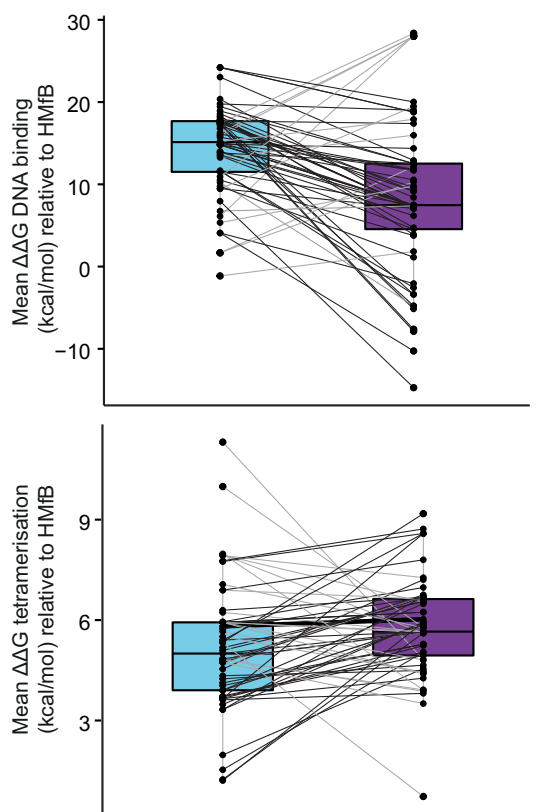 Mean ΔΔG DNA binding
(kcal/mol) relative to HMfB
30
20
10
0
−10
Mean ΔΔG tetramerisation
(kcal/mol) relative to HMfB
9
6
3